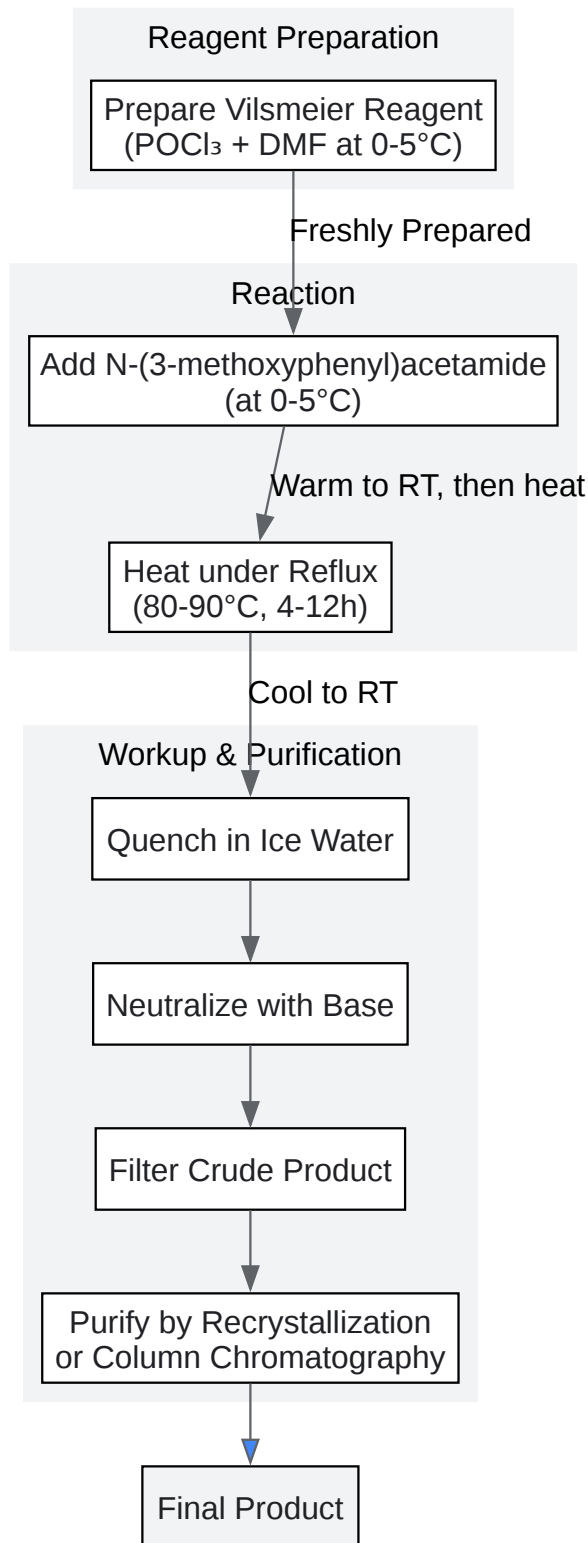 Reagent Preparation
Prepare Vilsmeier Reagent
(POCl₃ + DMF at 0-5°C)
Freshly Prepared
Reaction
Add N-(3-methoxyphenyl)acetamide
(at 0-5°C)
Warm to RT, then heat
Heat under Reflux
(80-90°C, 4-12h)
Cool to RT
Workup & Purification
Quench in Ice Water
Neutralize with Base
Filter Crude Product
Purify by Recrystallization
or Column Chromatography
Final Product